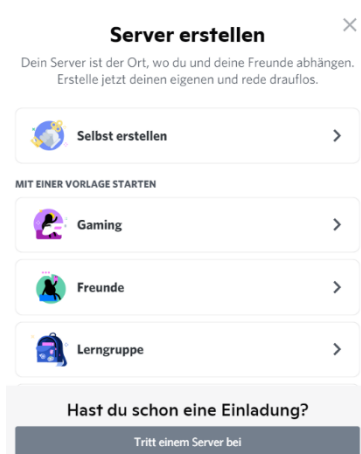 Server erstellen
Dein Server ist der Ort, wo du und deine Freunde abhängen.
Erstelle jetzt deinen eigenen und rede drauflos.
Selbst erstellen
MIT EINER VORLAGE STARTEN
Gaming
Freunde
Lerngruppe
Hast du schon eine Einladung?
Tritt einem Server bei